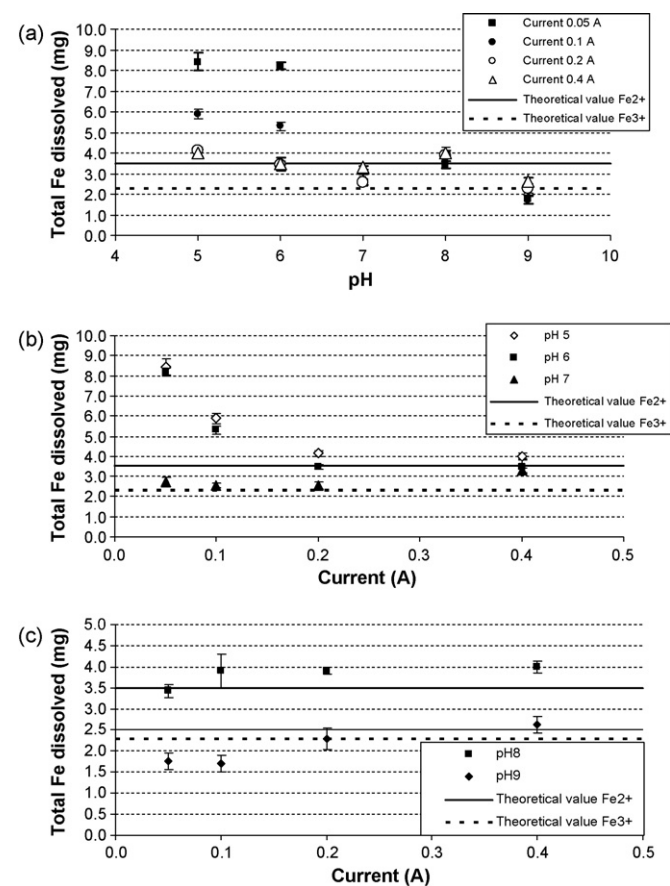 (a)
Total Fe dissolved (mg)
10.0
9.0
8.0
7.0
6.0
5.0
4.0
3.0
2.0
1.0
0.0
4
5
6
7
8
9
10
pH
Current 0.05 A
Current 0.1 A
Current 0.2 A
Current 0.4 A
Theoretical value Fe2+
Theoretical value Fe3+
(b)
Total Fe dissolved (mg)
10.0
9.0
8.0
7.0
6.0
5.0
4.0
3.0
2.0
1.0
0.0
0.0
0.1
0.2
0.3
0.4
0.5
Current (A)
pH 5
pH 6
pH 7
Theoretical value Fe2+
Theoretical value Fe3+
(c)
Total Fe dissolved (mg)
5.0
4.5
4.0
3.5
3.0
2.5
2.0
1.5
1.0
0.5
0.0
0.0
0.1
0.2
0.3
0.4
0.5
Current (A)
pH8
pH9
Theoretical value Fe2+
Theoretical value Fe3+